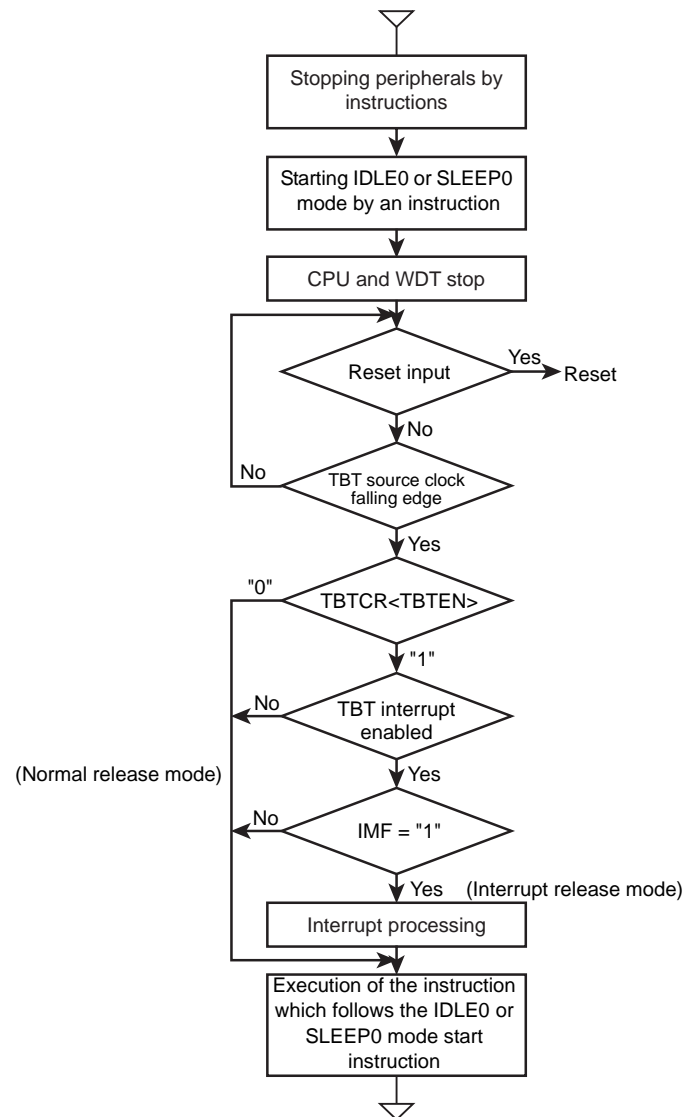 Stopping peripherals by
instructions
Starting IDLE0 or SLEEP0
mode by an instruction
CPU and WDT stop
Reset input
Yes
Reset
No
No
TBT source clock
falling edge
Yes
"0"
TBTCR<TBTEN>
"1"
No
TBT interrupt
enabled
(Normal release mode)
Yes
No
IMF = "1"
Yes
(Interrupt release mode)
Interrupt processing
Execution of the instruction
which follows the IDLE0 or
SLEEP0 mode start
instruction